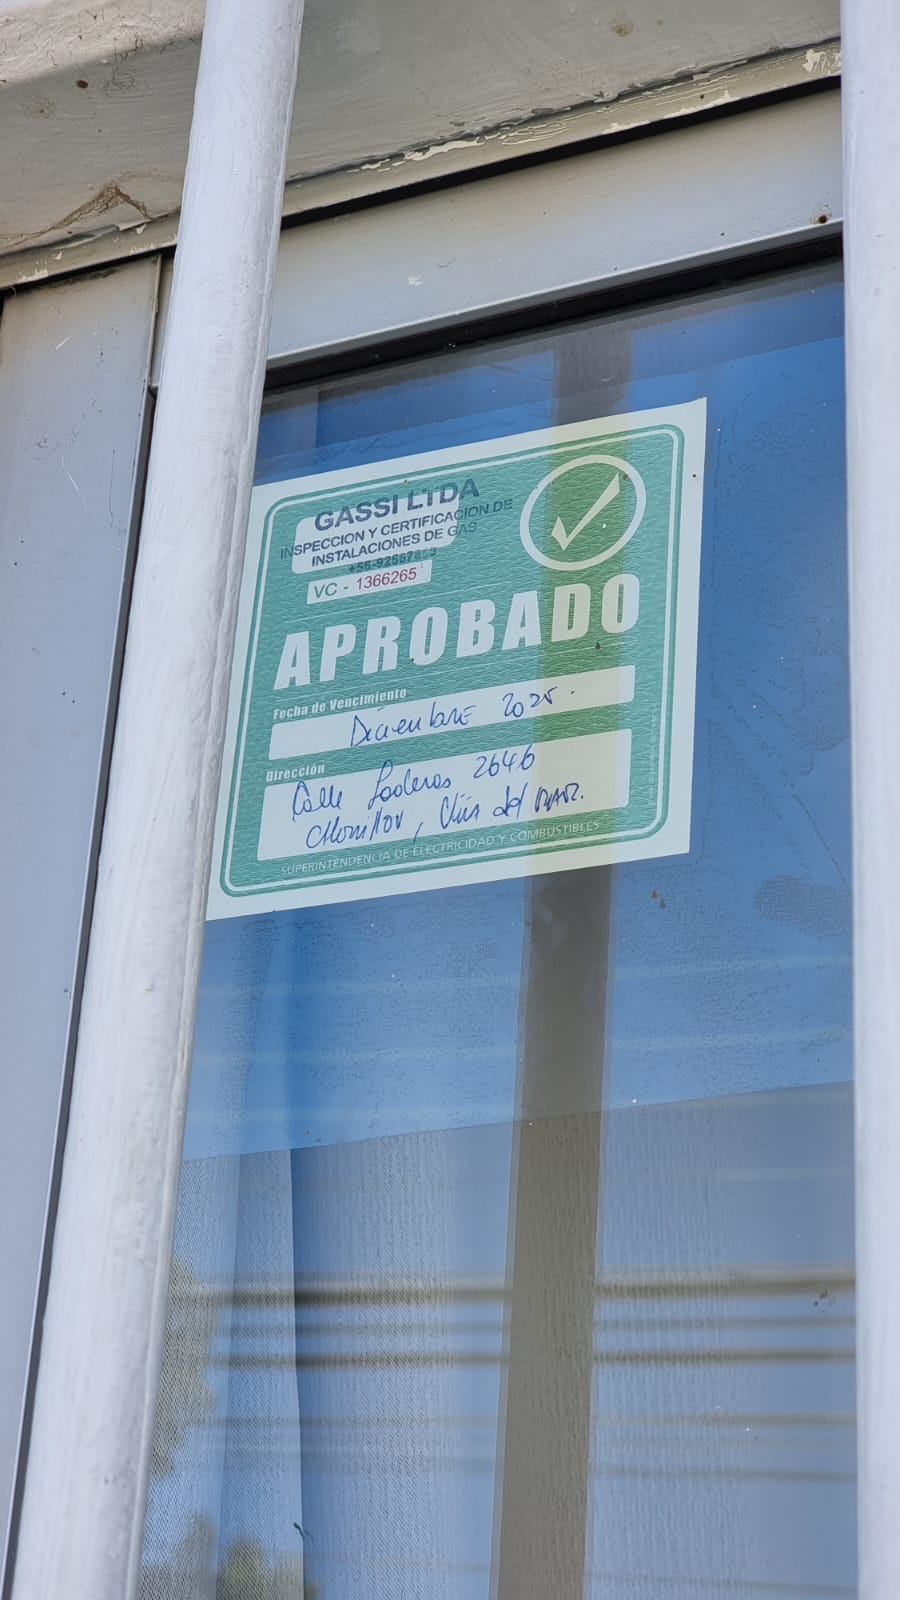 GASSI LTDA
INSPECCION Y CERTIFICACION DE
INSTALACIONES DE GAS
VC - 1366265
APROBADO
Fecha de Vencimiento
Diciembre 2025.
Dirección
Calle 2646
, Viña del Mar.
SUPERINTENDENCIA DE ELECTRICIDAD Y COMBUSTIBLES